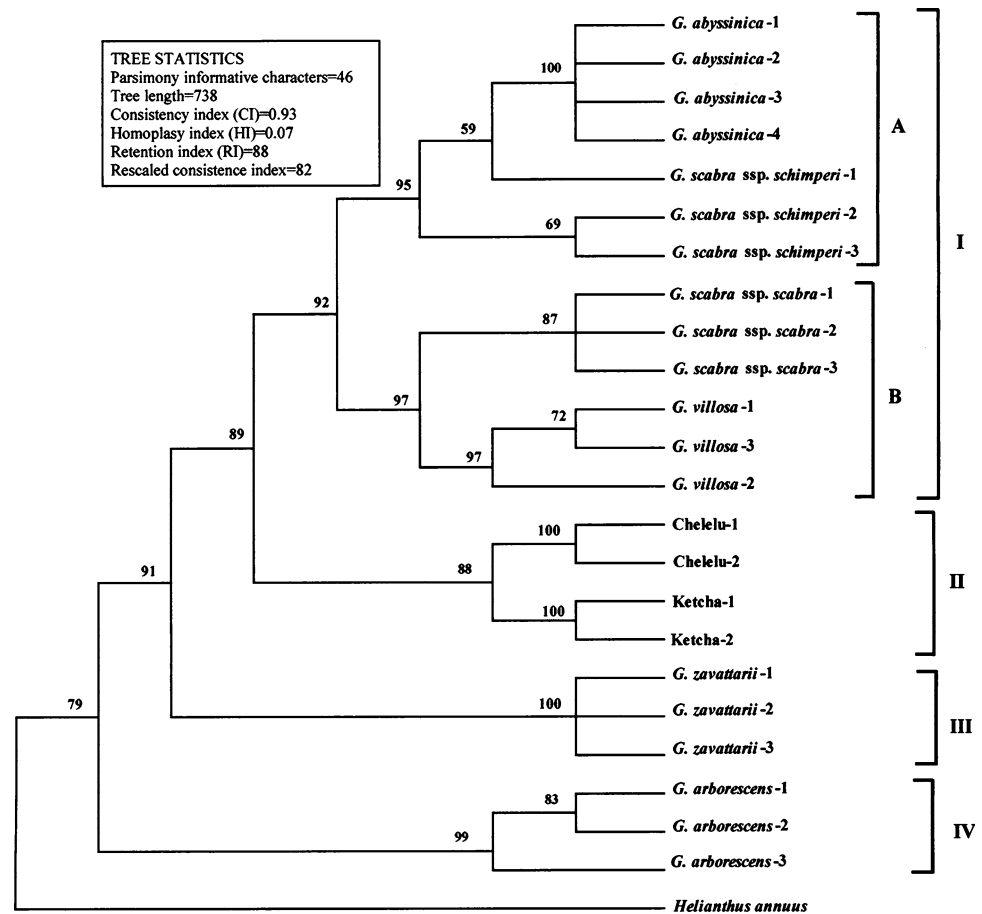 TREE STATISTICS
Parsimony informative characters=46
Tree length=738
Consistency index (CI)=0.93
Homoplasy index (HI)=0.07
Retention index (RI)=88
Rescaled consistence index=82
G. abyssinica-1
G. abyssinica-2
100
G. abyssinica-3
G. abyssinica-4
A
59
G. scabra ssp. schimperi-1
95
G. scabra ssp. schimperi-2
69
G. scabra ssp. schimperi-3
I
92
G. scabra ssp. scabra-1
87
G. scabra ssp. scabra-2
G. scabra ssp. scabra-3
B
97
G. villosa-1
72
G. villosa-3
97
G. villosa-2
89
Chelelu-1
100
Chelelu-2
88
II
91
Ketcha-1
100
Ketcha-2
G. zavattarii-1
79
100
G. zavattarii-2
III
G. zavattarii-3
G. arborescens-1
83
G. arborescens-2
IV
99
G. arborescens-3
Helianthus annuus